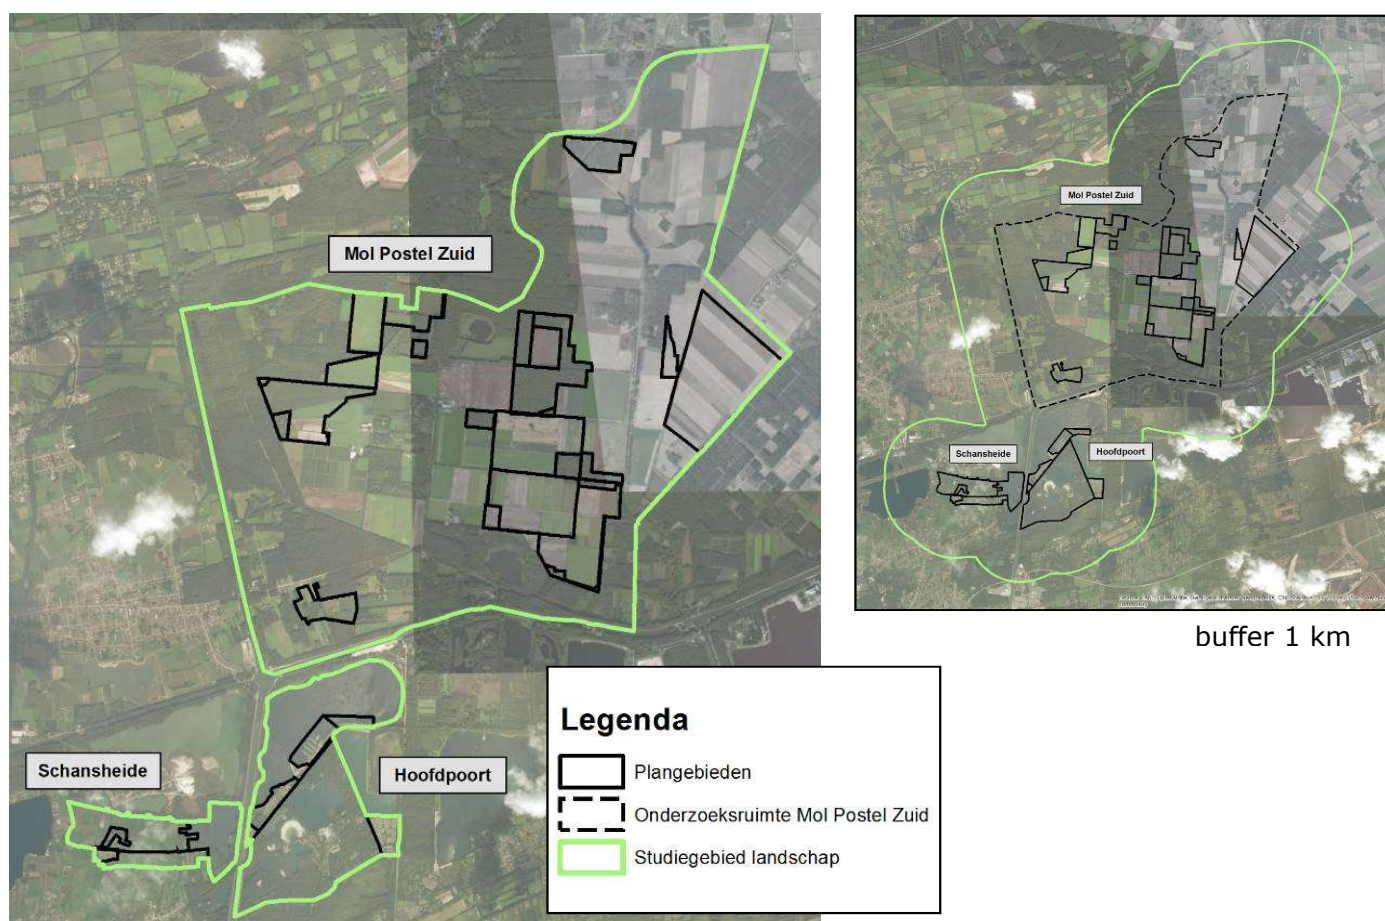 Mol Postel Zuid
Schansheide
Hoofdpoort
Mol Postel Zuid
Schansheide
Hoofdpoort
buffer 1 km
Legenda
Plangebieden
Onderzoeksruimte Mol Postel Zuid
Studiegebied landschap